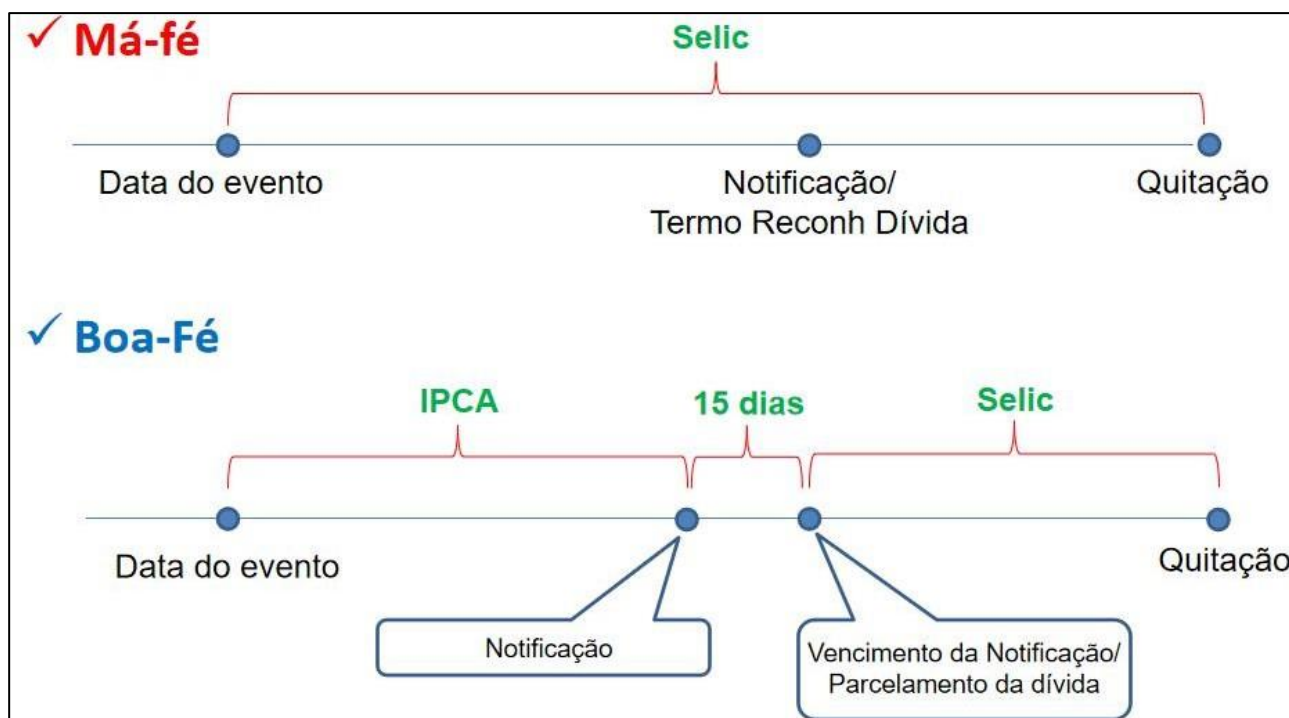 Má-fé
Selic
Data do evento
Notificação/
Termo Reconh Dívida
Quitação
Boa-Fé
IPCA
15 dias
Selic
Data do evento
Quitação
Notificação
Vencimento da Notificação/
Parcelamento da dívida